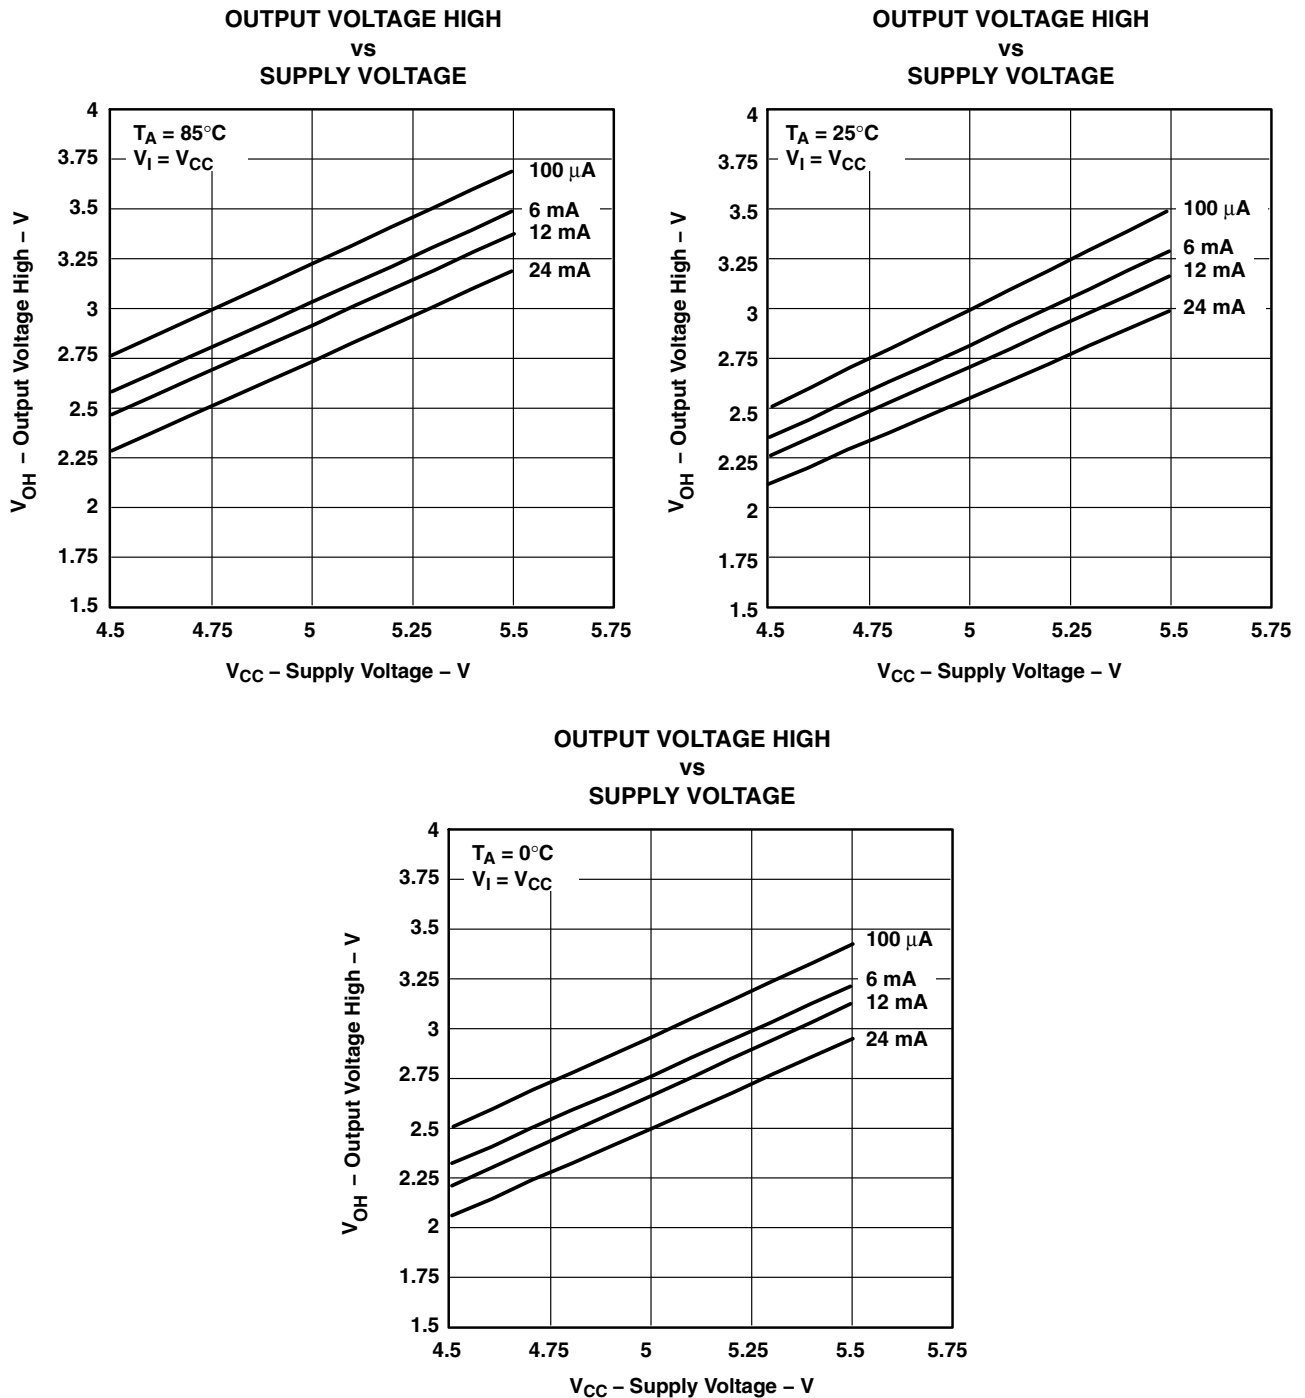 OUTPUT VOLTAGE HIGH
vs
SUPPLY VOLTAGE
T_A = 85°C
V_I = V_CC
4
3.75
3.5
3.25
3
2.75
2.5
2.25
2
1.75
1.5
V_OH – Output Voltage High – V
100 μA
6 mA
12 mA
24 mA
4.5 4.75 5 5.25 5.5 5.75
V_CC – Supply Voltage – V
OUTPUT VOLTAGE HIGH
vs
SUPPLY VOLTAGE
T_A = 25°C
V_I = V_CC
4
3.75
3.5
3.25
3
2.75
2.5
2.25
2
1.75
1.5
V_OH – Output Voltage High – V
100 μA
6 mA
12 mA
24 mA
4.5 4.75 5 5.25 5.5 5.75
V_CC – Supply Voltage – V
OUTPUT VOLTAGE HIGH
vs
SUPPLY VOLTAGE
T_A = 0°C
V_I = V_CC
4
3.75
3.5
3.25
3
2.75
2.5
2.25
2
1.75
1.5
V_OH – Output Voltage High – V
100 μA
6 mA
12 mA
24 mA
4.5 4.75 5 5.25 5.5 5.75
V_CC – Supply Voltage – V